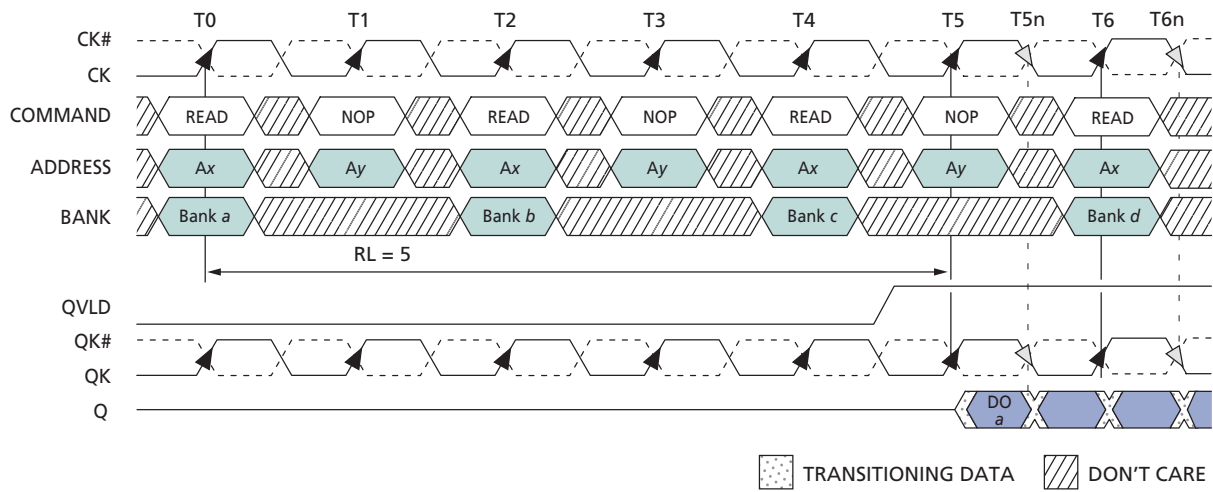 T0 T1 T2 T3 T4 T5 T5n T6 T6n
CK#
CK
COMMAND READ NOP READ NOP READ NOP READ
ADDRESS Ax Ay Ax Ay Ax Ay Ax
BANK Bank a Bank b Bank c Bank d
RL = 5
QVLD
QK#
QK
Q DO
a
TRANSITIONING DATA DON'T CARE